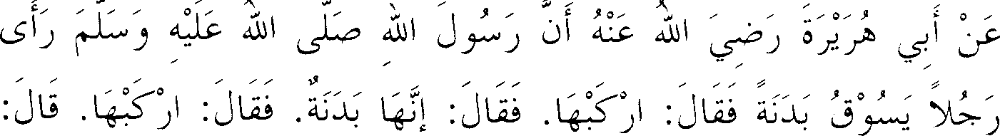 عَنْ أَبِي هُرَيْرَةَ رَضِيَ اللهُ عَنْهُ أَنَّ رَسُولَ اللهِ صَلَّى اللهُ عَلَيْهِ وَسَلَّمَ رَأَى
رَجُلاً يَسُوْقُ بَدَنَةً فَقَالَ: ارْكَبْهَا. فَقَالَ: إِنَّهَا بَدَنَةٌ. فَقَالَ: ارْكَبْهَا. قَالَ: